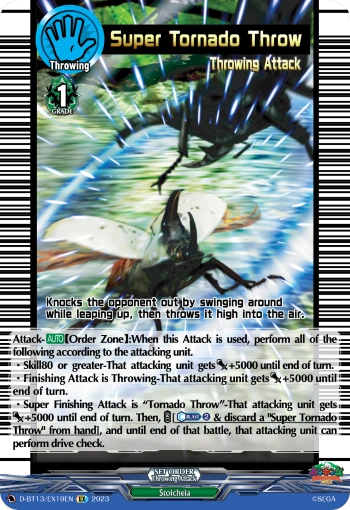 Super Tornado Throw
Throwing Attack
Throwing
1
GRADE
Knocks the opponent out by swinging around
while leaping up, then throws it high into the air.
Attack- AUTO [Order Zone]:When this Attack is used, perform all of the
following according to the attacking unit.
・Skill80 or greater-That attacking unit gets +5000 until end of turn.
・Finishing Attack is Throwing-That attacking unit gets +5000 until
end of turn.
・Super Finishing Attack is "Tornado Throw"-That attacking unit gets
+5000 until end of turn. Then, [2 & discard a "Super Tornado
Throw" from hand], and until end of that battle, that attacking unit can
perform drive check.
SET ORDER
Throwing Attack
D-BT13/EX19EN EX 2023
Stoicheia
©SEGA